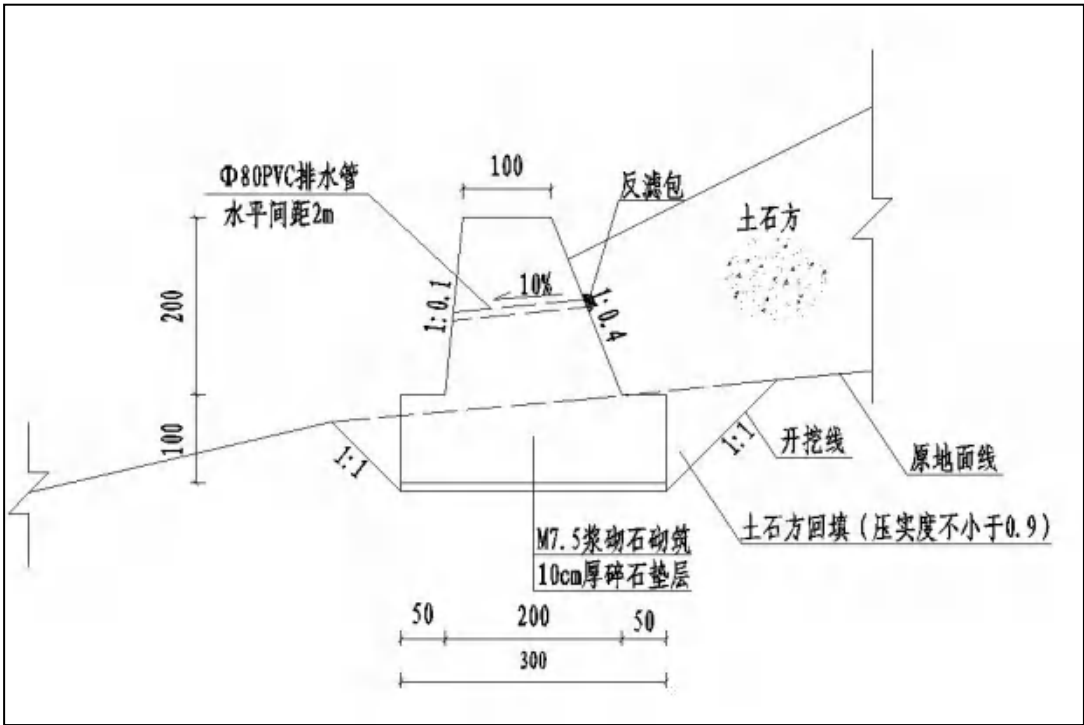 100
Φ80PVC排水管
水平间距2m
反滤包
土石方
10%
1:0.1
1:0.4
200
100
1:1
1:1
开挖线
原地面线
土石方回填(压实度不小于0.9)
M7.5浆砌石砌筑
10cm厚碎石垫层
50
200
50
300